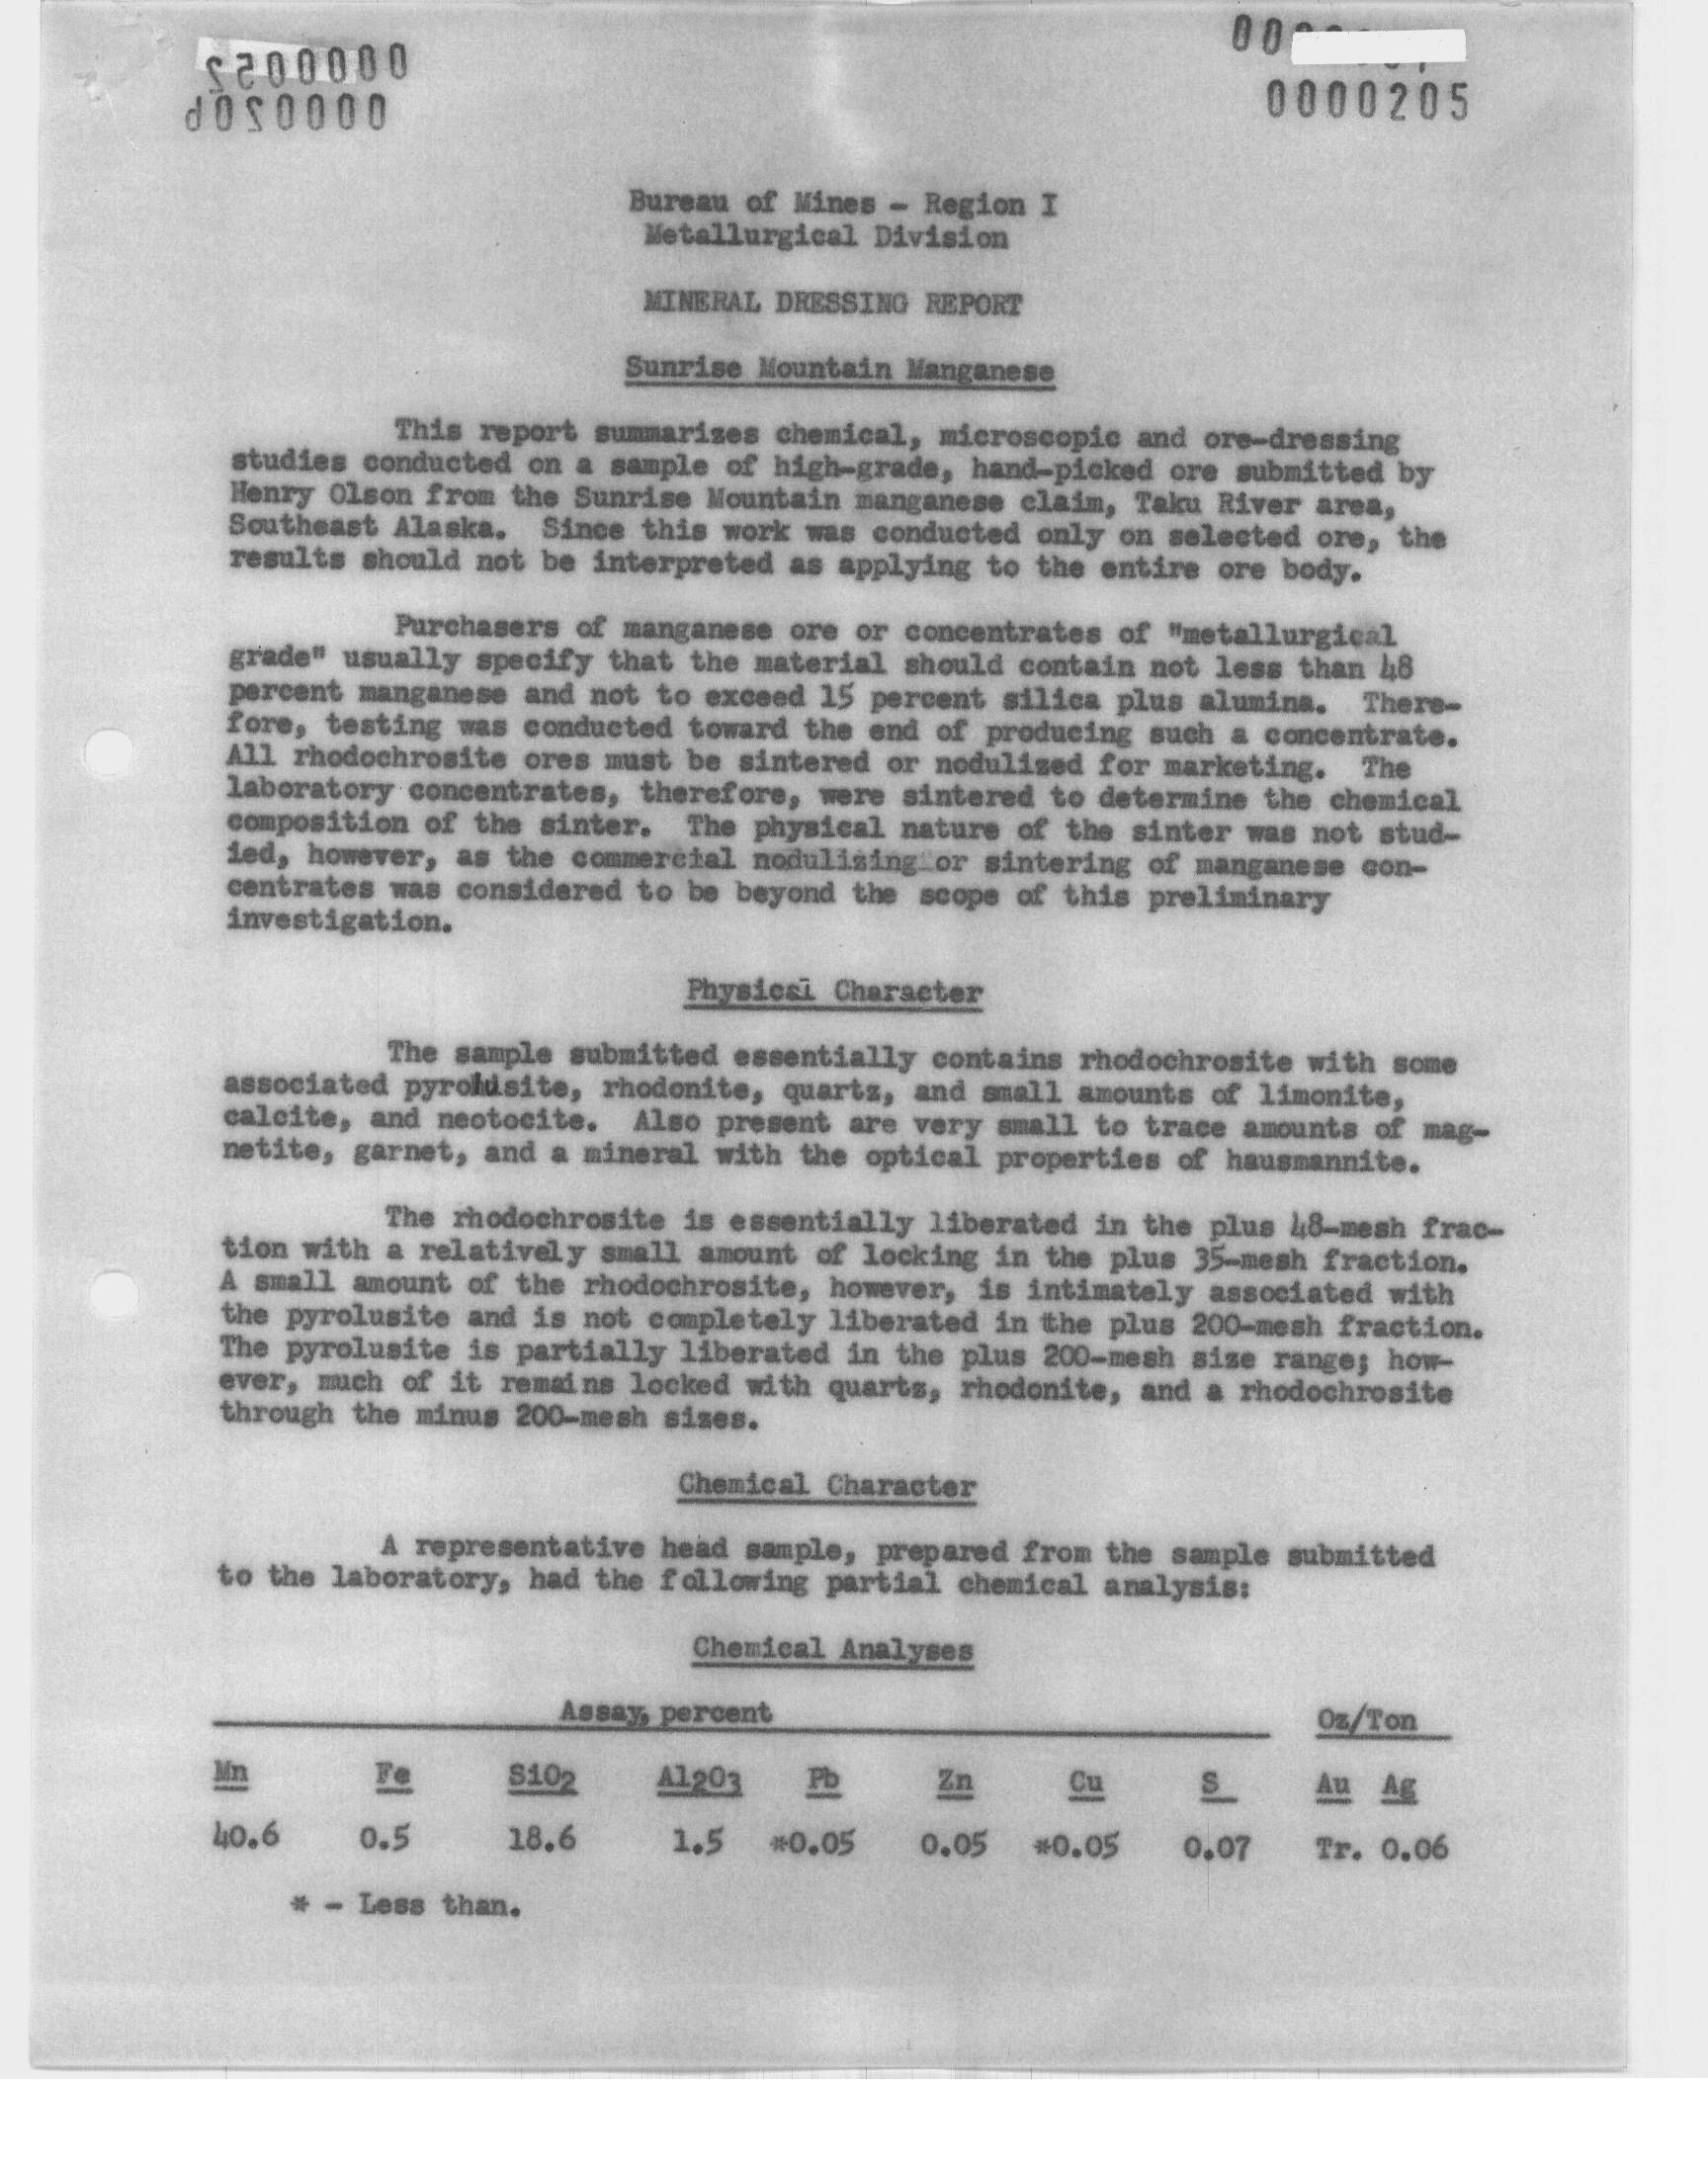 0000205
Bureau of Mines - Region I
Metallurgical Division
MINERAL DRESSING REPORT
Sunrise Mountain Manganese
This report summarizes chemical, microscopic and ore-dressing
studies conducted on a sample of high-grade, hand-picked ore submitted by
Henry Olson from the Sunrise Mountain manganese claim, Taku River area,
Southeast Alaska. Since this work was conducted only on selected ore, the
results should not be interpreted as applying to the entire ore body.
Purchasers of manganese ore or concentrates of "metallurgical
grade" usually specify that the material should contain not less than 48
percent manganese and not to exceed 15 percent silica plus alumina. There-
fore, testing was conducted toward the end of producing such a concentrate.
All rhodochrosite ores must be sintered or nodulized for marketing. The
laboratory concentrates, therefore, were sintered to determine the chemical
composition of the sinter. The physical nature of the sinter was not stud-
ied, however, as the commercial nodulizing or sintering of manganese con-
centrates was considered to be beyond the scope of this preliminary
investigation.
Physical Character
The sample submitted essentially contains rhodochrosite with some
associated pyrolusite, rhodonite, quartz, and small amounts of limonite,
calcite, and neotocite. Also present are very small to trace amounts of mag-
netite, garnet, and a mineral with the optical properties of hausmannite.
The rhodochrosite is essentially liberated in the plus 48-mesh frac-
tion with a relatively small amount of locking in the plus 35-mesh fraction.
A small amount of the rhodochrosite, however, is intimately associated with
the pyrolusite and is not completely liberated in the plus 200-mesh fraction.
The pyrolusite is partially liberated in the plus 200-mesh size range; how-
ever, much of it remains locked with quartz, rhodonite, and a rhodochrosite
through the minus 200-mesh sizes.
Chemical Character
A representative head sample, prepared from the sample submitted
to the laboratory, had the following partial chemical analysis:
Chemical Analyses
Assay, percent Oz/Ton
Mn Fe SiO2 Al2O3 Pb Zn Cu S Au Ag
40.6 0.5 18.6 1.5 *0.05 0.05 *0.05 0.07 Tr. 0.06
* - Less than.